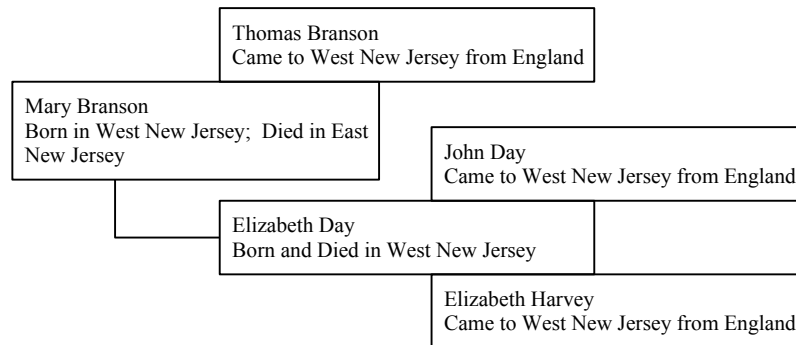 Thomas Branson
Came to West New Jersey from England
Mary Branson
Born in West New Jersey;  Died in East
New Jersey
John Day
Came to West New Jersey from England
Elizabeth Day
Born and Died in West New Jersey
Elizabeth Harvey
Came to West New Jersey from England